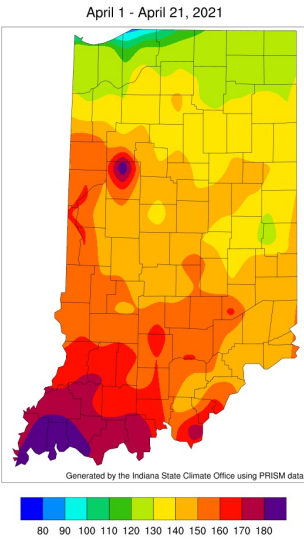 April 1 - April 21, 2021
Generated by the Indiana State Climate Office using PRISM data
80 90 100 110 120 130 140 150 160 170 180